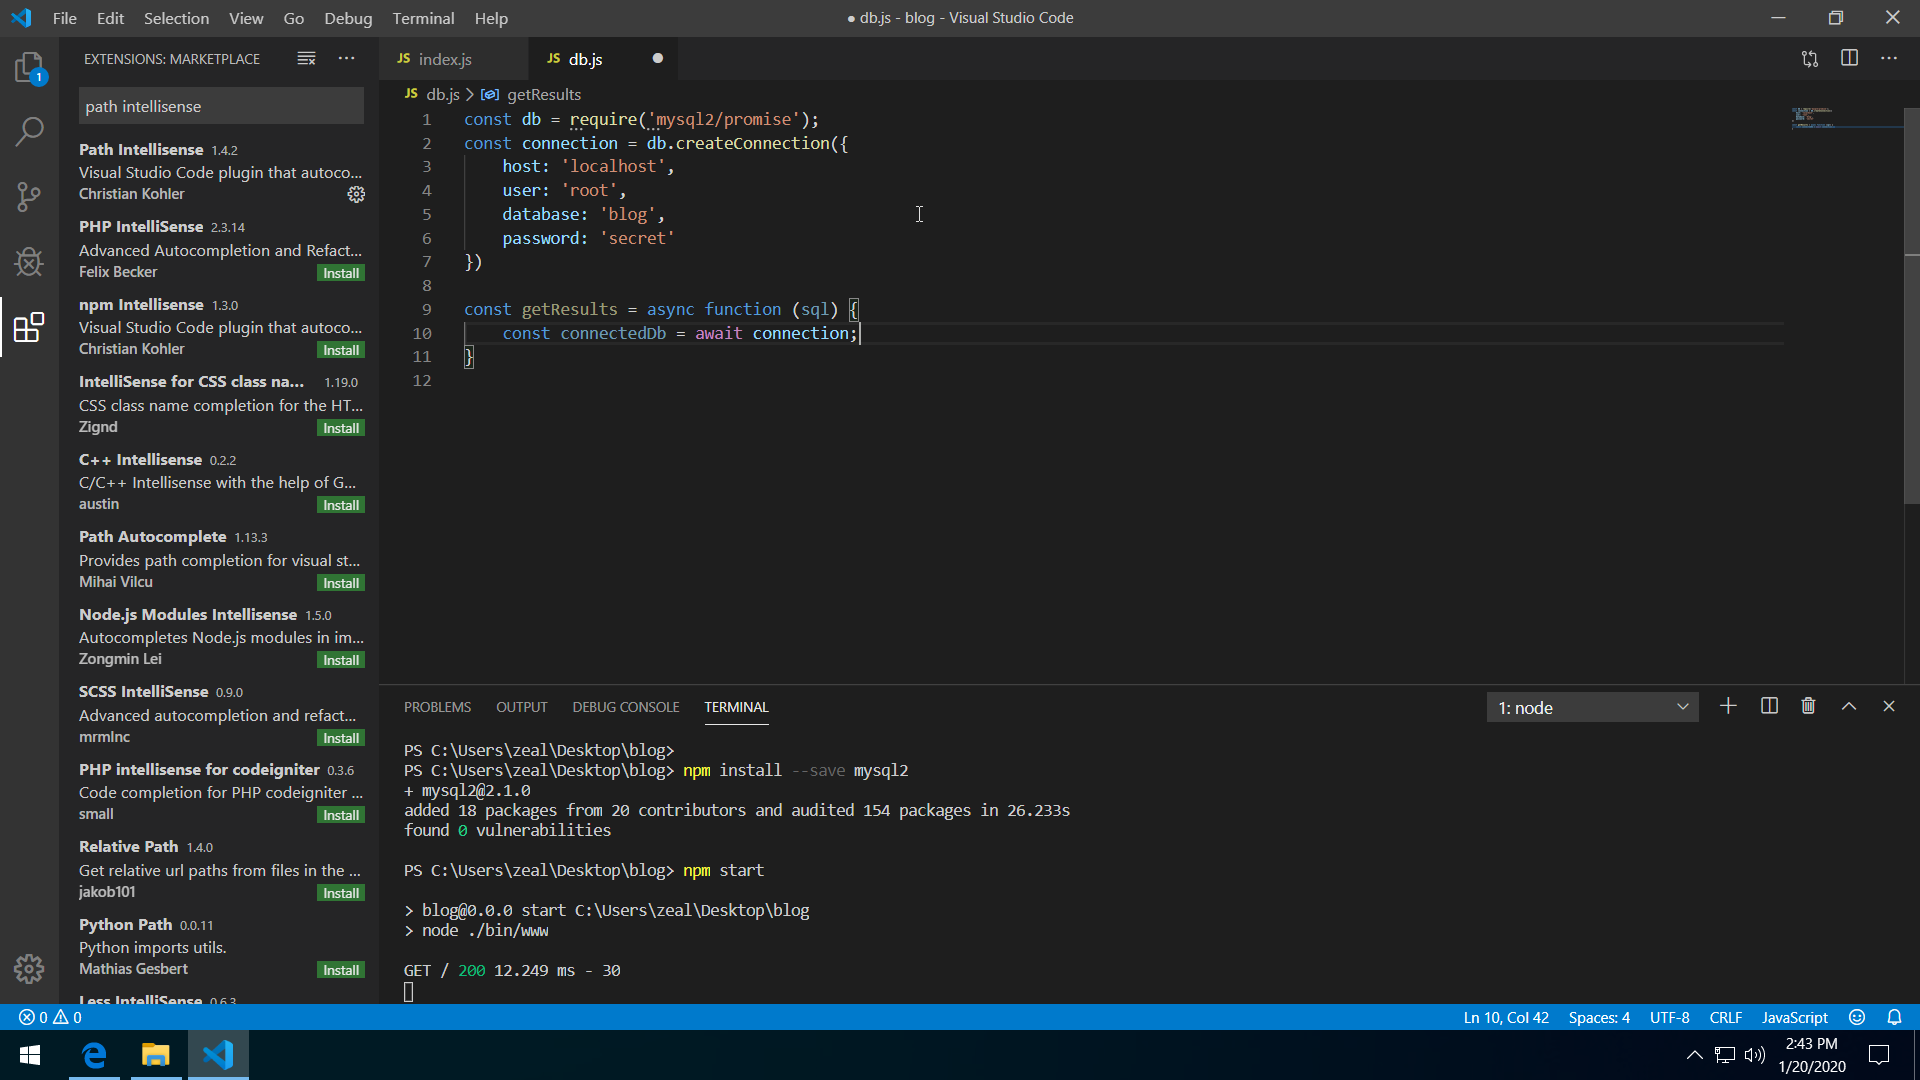 File Edit Selection View Go Debug Terminal Help
● db.js - blog - Visual Studio Code
EXTENSIONS: MARKETPLACE
path intellisense
Path Intellisense 1.4.2
Visual Studio Code plugin that autoco...
Christian Kohler
PHP IntelliSense 2.3.14
Advanced Autocompletion and Refact...
Felix Becker Install
npm Intellisense 1.3.0
Visual Studio Code plugin that autoco...
Christian Kohler Install
IntelliSense for CSS class na... 1.19.0
CSS class name completion for the HT...
Zignd Install
C++ Intellisense 0.2.2
C/C++ Intellisense with the help of G...
austin Install
Path Autocomplete 1.13.3
Provides path completion for visual st...
Mihai Vilcu Install
Node.js Modules Intellisense 1.5.0
Autocompletes Node.js modules in im...
Zongmin Lei Install
SCSS IntelliSense 0.9.0
Advanced autocompletion and refact...
mrmlnc Install
PHP intellisense for codeigniter 0.3.6
Code completion for PHP codeigniter ...
small Install
Relative Path 1.4.0
Get relative url paths from files in the ...
jakob101 Install
Python Path 0.0.11
Python imports utils.
Mathias Gesbert Install
Less IntelliSense 0.6.3
1
JS index.js
JS db.js
JS db.js > getResults
1 const db = require('mysql2/promise');
2 const connection = db.createConnection({
3 host: 'localhost',
4 user: 'root',
5 database: 'blog',
6 password: 'secret'
7 })
8
9 const getResults = async function (sql) {
10 const connectedDb = await connection;
11 }
12
PROBLEMS OUTPUT DEBUG CONSOLE TERMINAL
1: node
PS C:\Users\zeal\Desktop\blog>
PS C:\Users\zeal\Desktop\blog> npm install --save mysql2
+ mysql2@2.1.0
added 18 packages from 20 contributors and audited 154 packages in 26.233s
found 0 vulnerabilities
PS C:\Users\zeal\Desktop\blog> npm start
> blog@0.0.0 start C:\Users\zeal\Desktop\blog
> node ./bin/www
GET / 200 12.249 ms - 30
0 0
Ln 10, Col 42 Spaces: 4 UTF-8 CRLF JavaScript
2:43 PM
1/20/2020